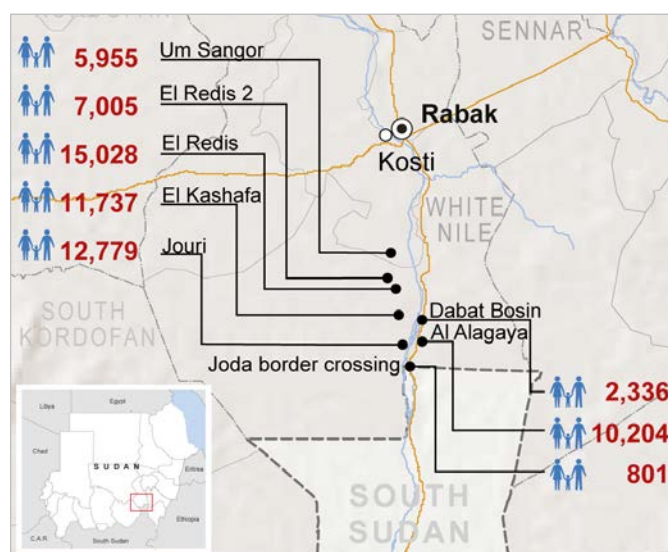 KORDOFAN
SENNAR
5,955 Um Sangor
7,005 El Redis 2
15,028 El Redis
11,737 El Kashafa
12,779 Jouri
Rabak
Kosti
WHITE
NILE
SOUTH
KORDOFAN
Dabat Bosin
Al Alagaya
Joda border crossing
2,336
10,204
801
SOUTH
SUDAN
Libya
Egypt
Chad
SUDAN
Eritrea
Ethiopia
C.A.R.
South Sudan